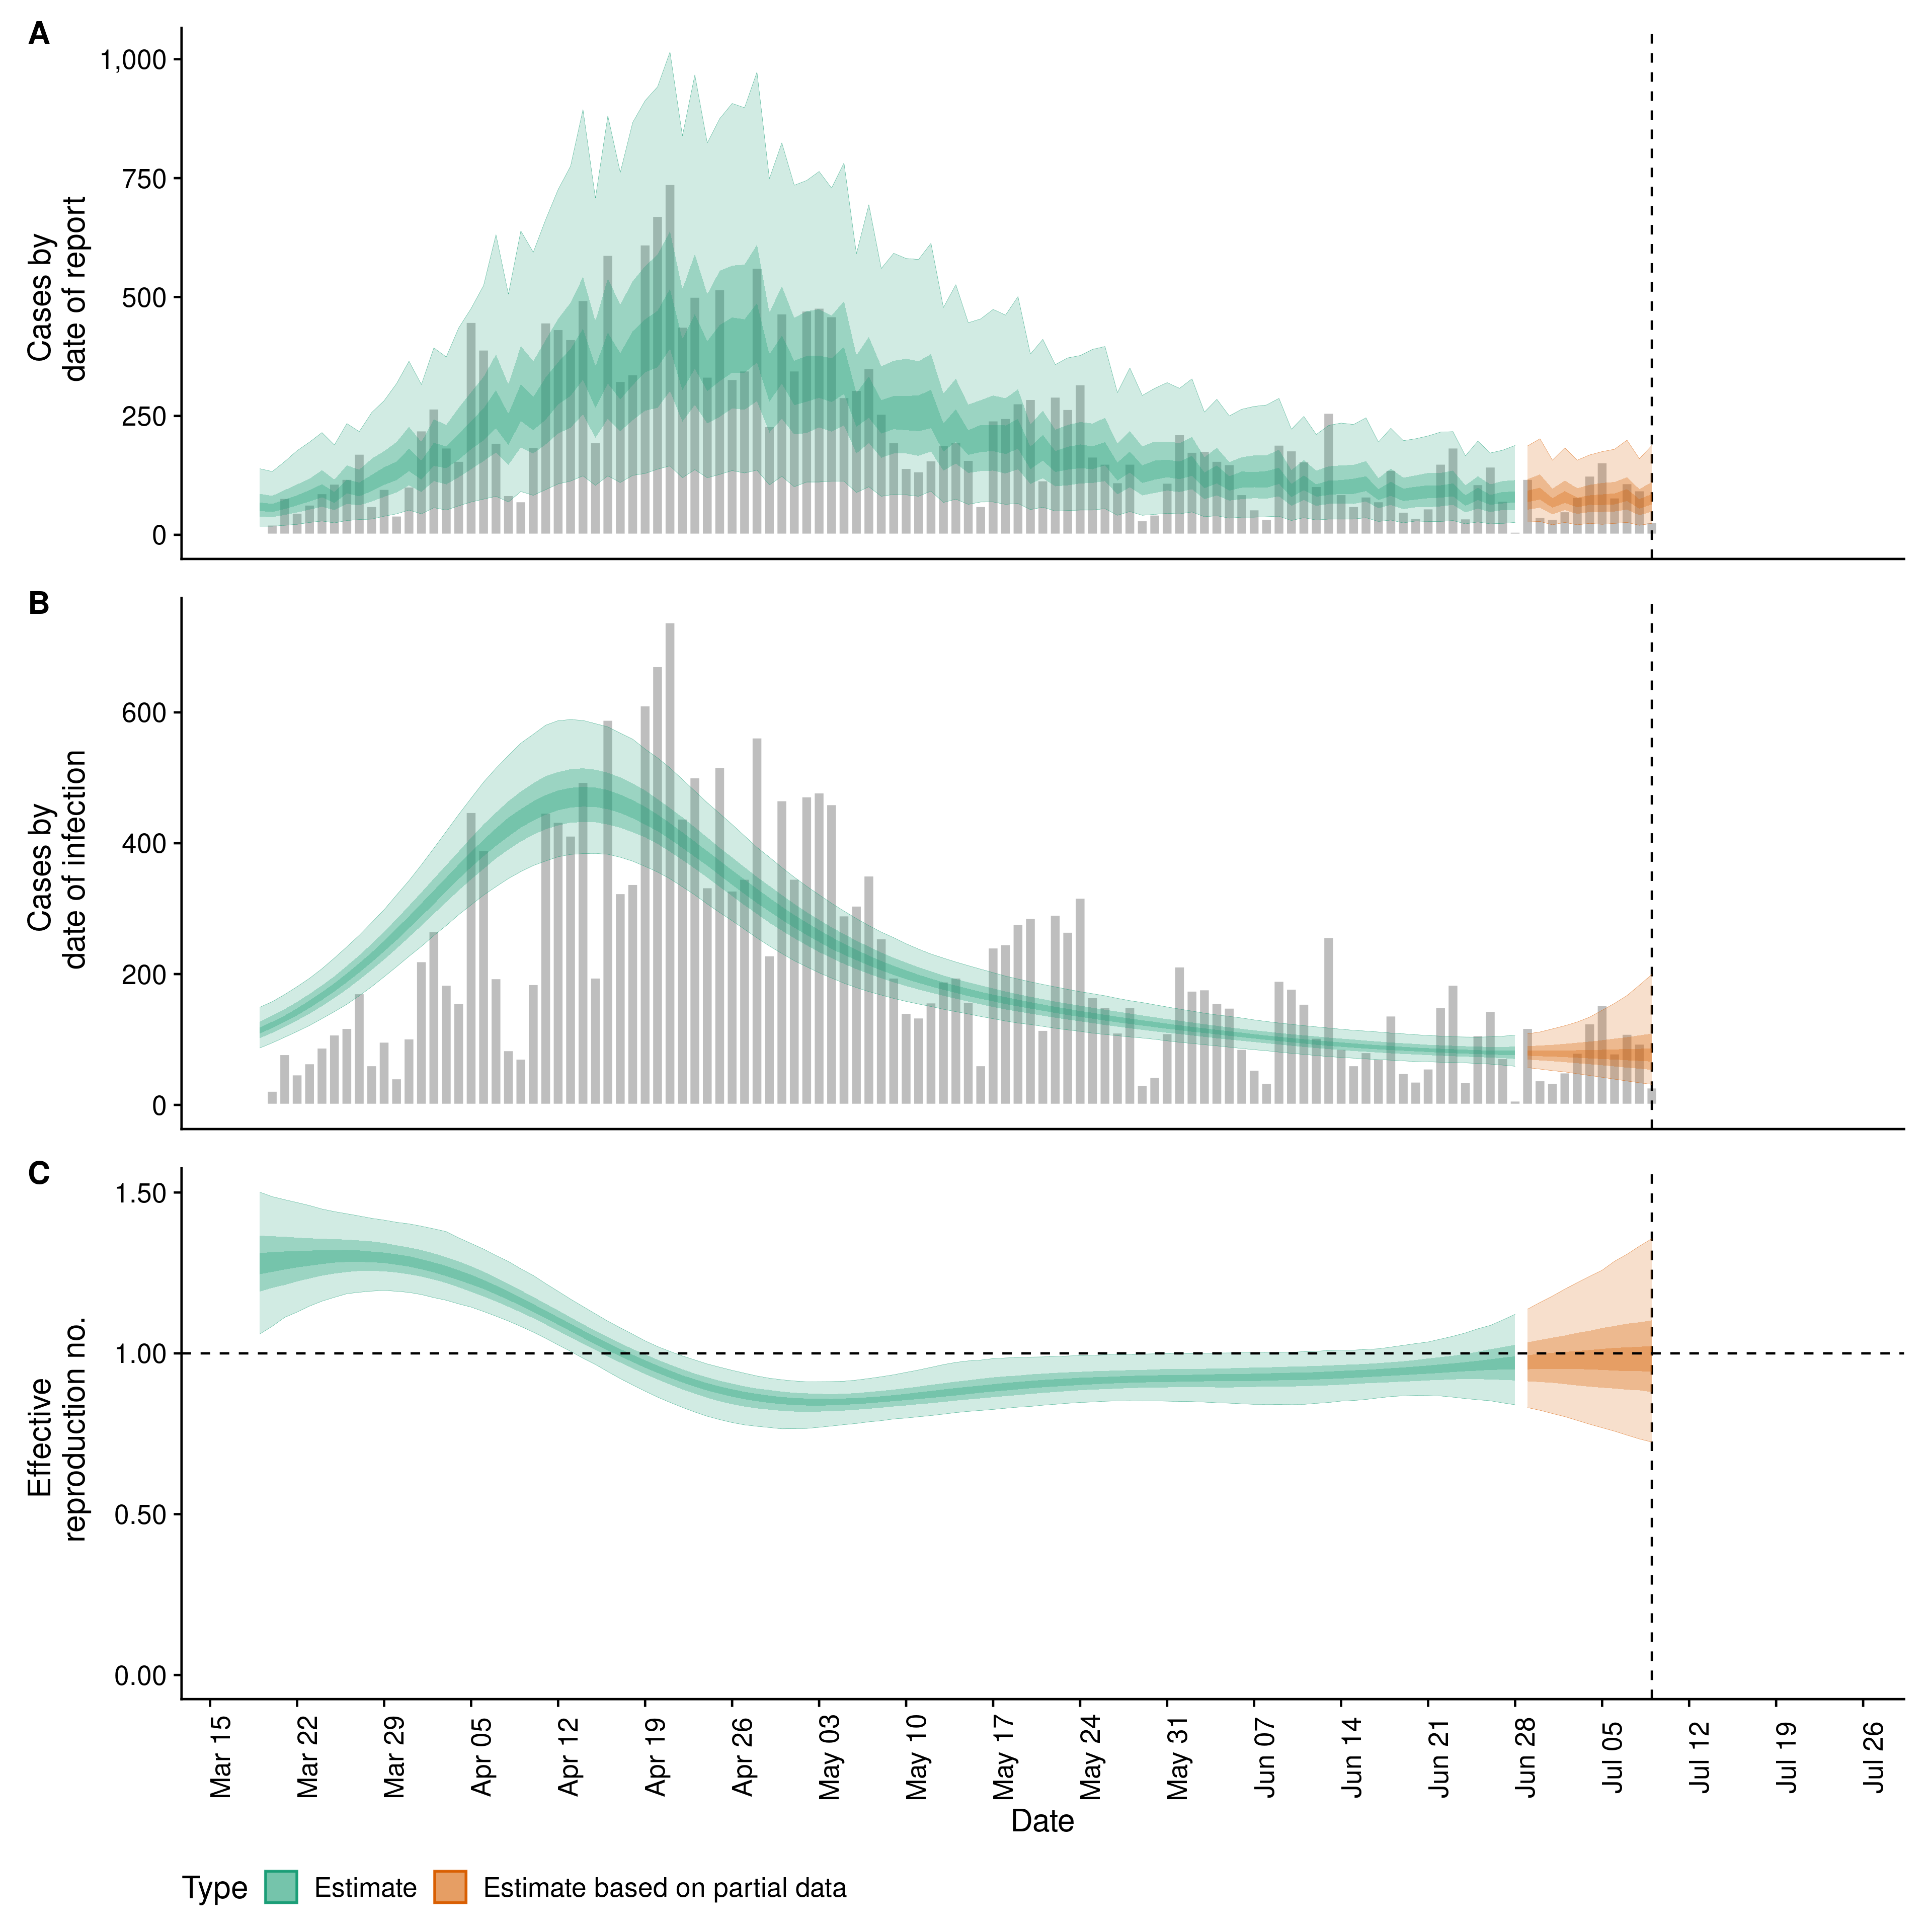 A
1,000
750
500
250
0
Cases by
date of report
B
600
400
200
0
Cases by
date of infection
C
1.50
1.00
0.50
0.00
Effective
reproduction no.
Mar 15
Mar 22
Mar 29
Apr 05
Apr 12
Apr 19
Apr 26
May 03
May 10
May 17
May 24
May 31
Jun 07
Jun 14
Jun 21
Jun 28
Jul 05
Jul 12
Jul 19
Jul 26
Date
Type Estimate Estimate based on partial data